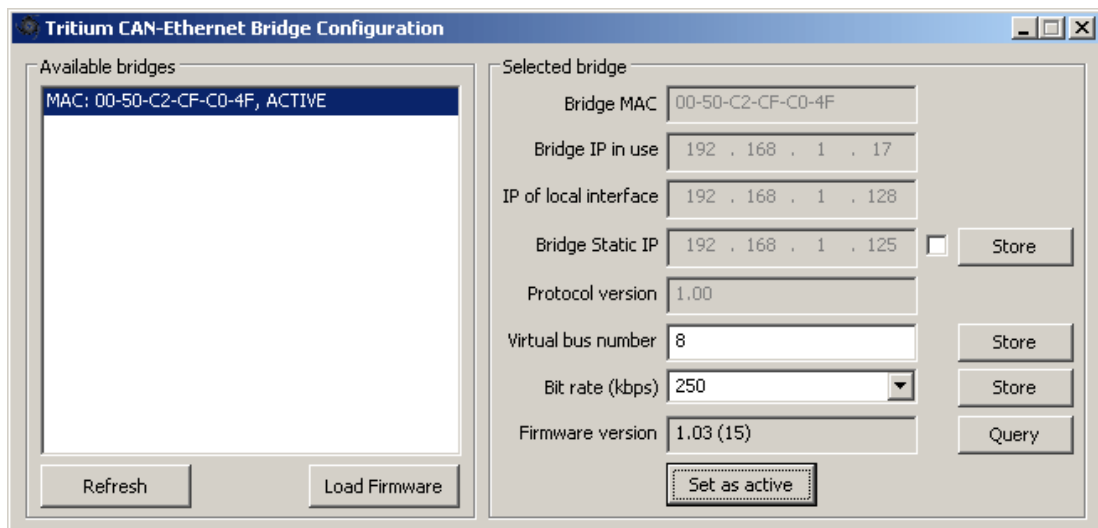 Tritium CAN-Ethernet Bridge Configuration
Available bridges
MAC: 00-50-C2-CF-C0-4F, ACTIVE
Refresh
Load Firmware
Selected bridge
Bridge MAC 00-50-C2-CF-C0-4F
Bridge IP in use 192 . 168 . 1 . 17
IP of local interface 192 . 168 . 1 . 128
Bridge Static IP 192 . 168 . 1 . 125 Store
Protocol version 1.00
Virtual bus number 8 Store
Bit rate (kbps) 250 Store
Firmware version 1.03 (15) Query
Set as active